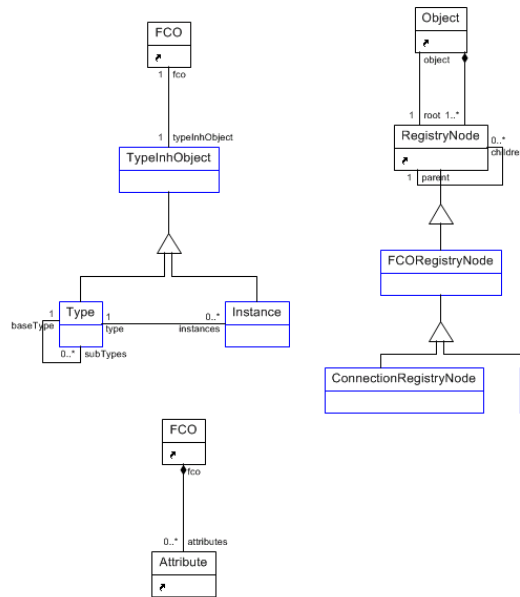 FCO
1
fco
1
typeInhObject
TypeInhObject
Type
1
baseType
0..*
subTypes
1
type
0..*
instances
Instance
FCO
fco
0..*
attributes
Attribute
Object
object
1
root
1..*
RegistryNode
0..*
childre
1
parent
FCORegistryNode
ConnectionRegistryNode